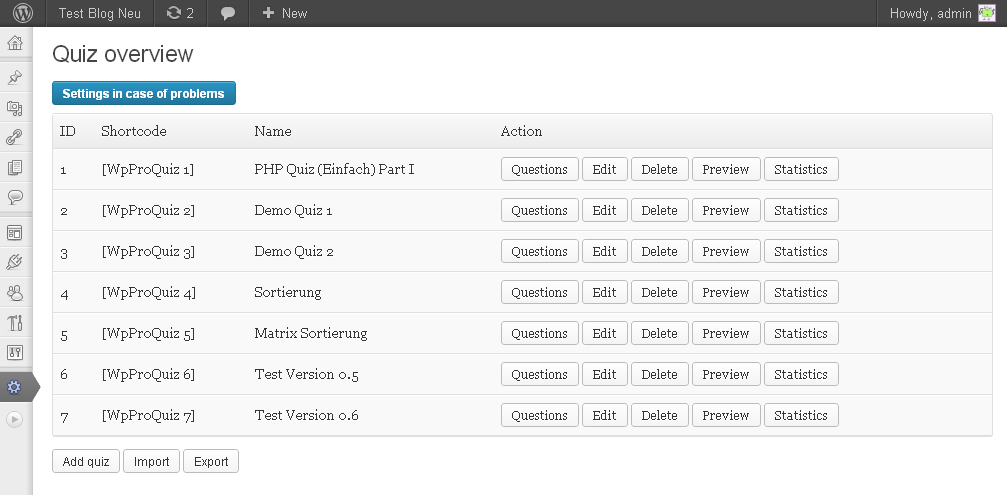 Test Blog Neu 2 New Howdy, admin
Quiz overview
Settings in case of problems
ID Shortcode Name Action
1 [WpProQuiz 1] PHP Quiz (Einfach) Part I Questions Edit Delete Preview Statistics
2 [WpProQuiz 2] Demo Quiz 1 Questions Edit Delete Preview Statistics
3 [WpProQuiz 3] Demo Quiz 2 Questions Edit Delete Preview Statistics
4 [WpProQuiz 4] Sortierung Questions Edit Delete Preview Statistics
5 [WpProQuiz 5] Matrix Sortierung Questions Edit Delete Preview Statistics
6 [WpProQuiz 6] Test Version 0.5 Questions Edit Delete Preview Statistics
7 [WpProQuiz 7] Test Version 0.6 Questions Edit Delete Preview Statistics
Add quiz Import Export